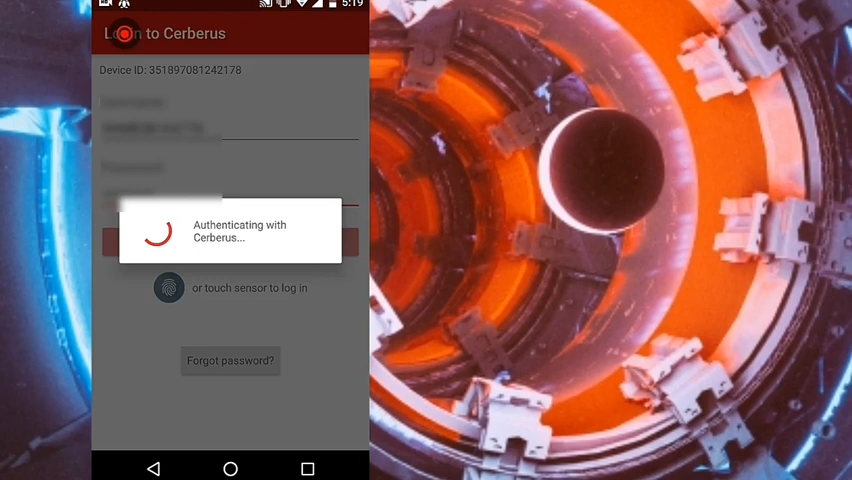 5:19
Login to Cerberus
Device ID: 351897081242178
Authenticating with
Cerberus...
or touch sensor to log in
Forgot password?